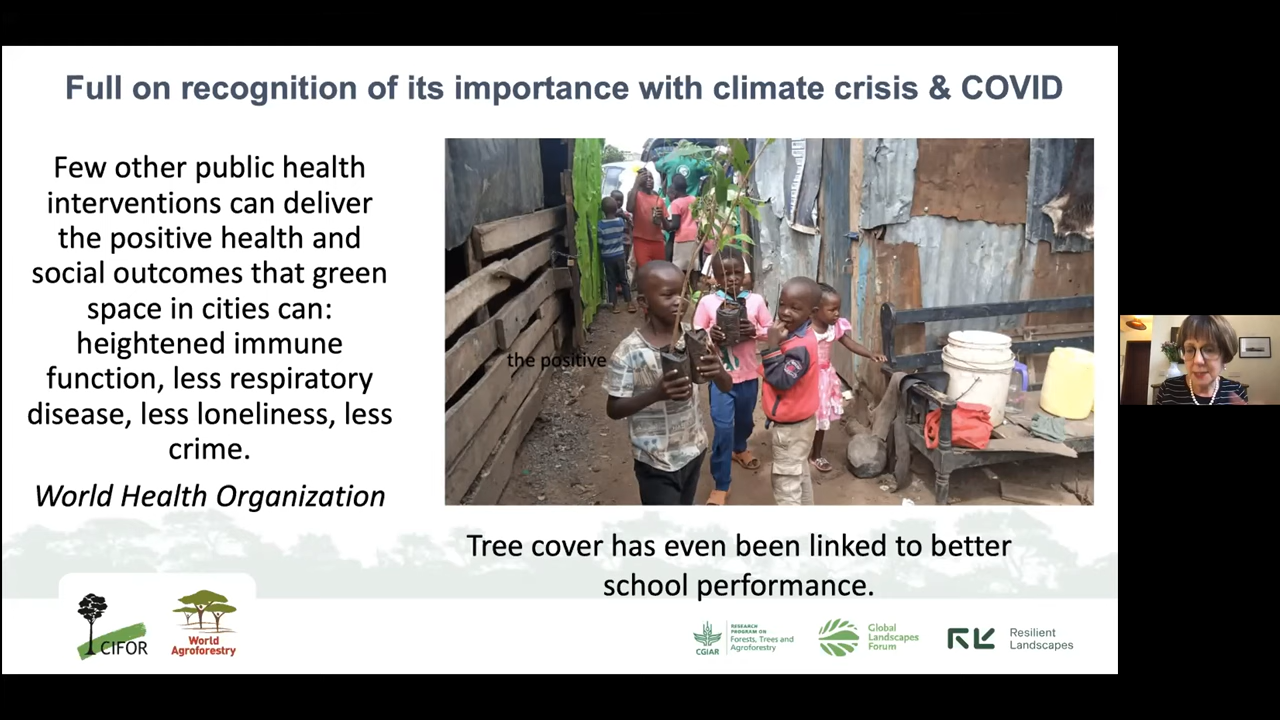 Full on recognition of its importance with climate crisis & COVID
Few other public health
interventions can deliver
the positive health and
social outcomes that green
space in cities can:
heightened immune
function, less respiratory
disease, less loneliness, less
crime.
World Health Organization
the positive
Tree cover has even been linked to better
school performance.
CIFOR
World
Agroforestry
CGIAR
RESEARCH
PROGRAM ON
Forests, Trees and
Agroforestry
Global
Landscapes
Forum
Resilient
Landscapes